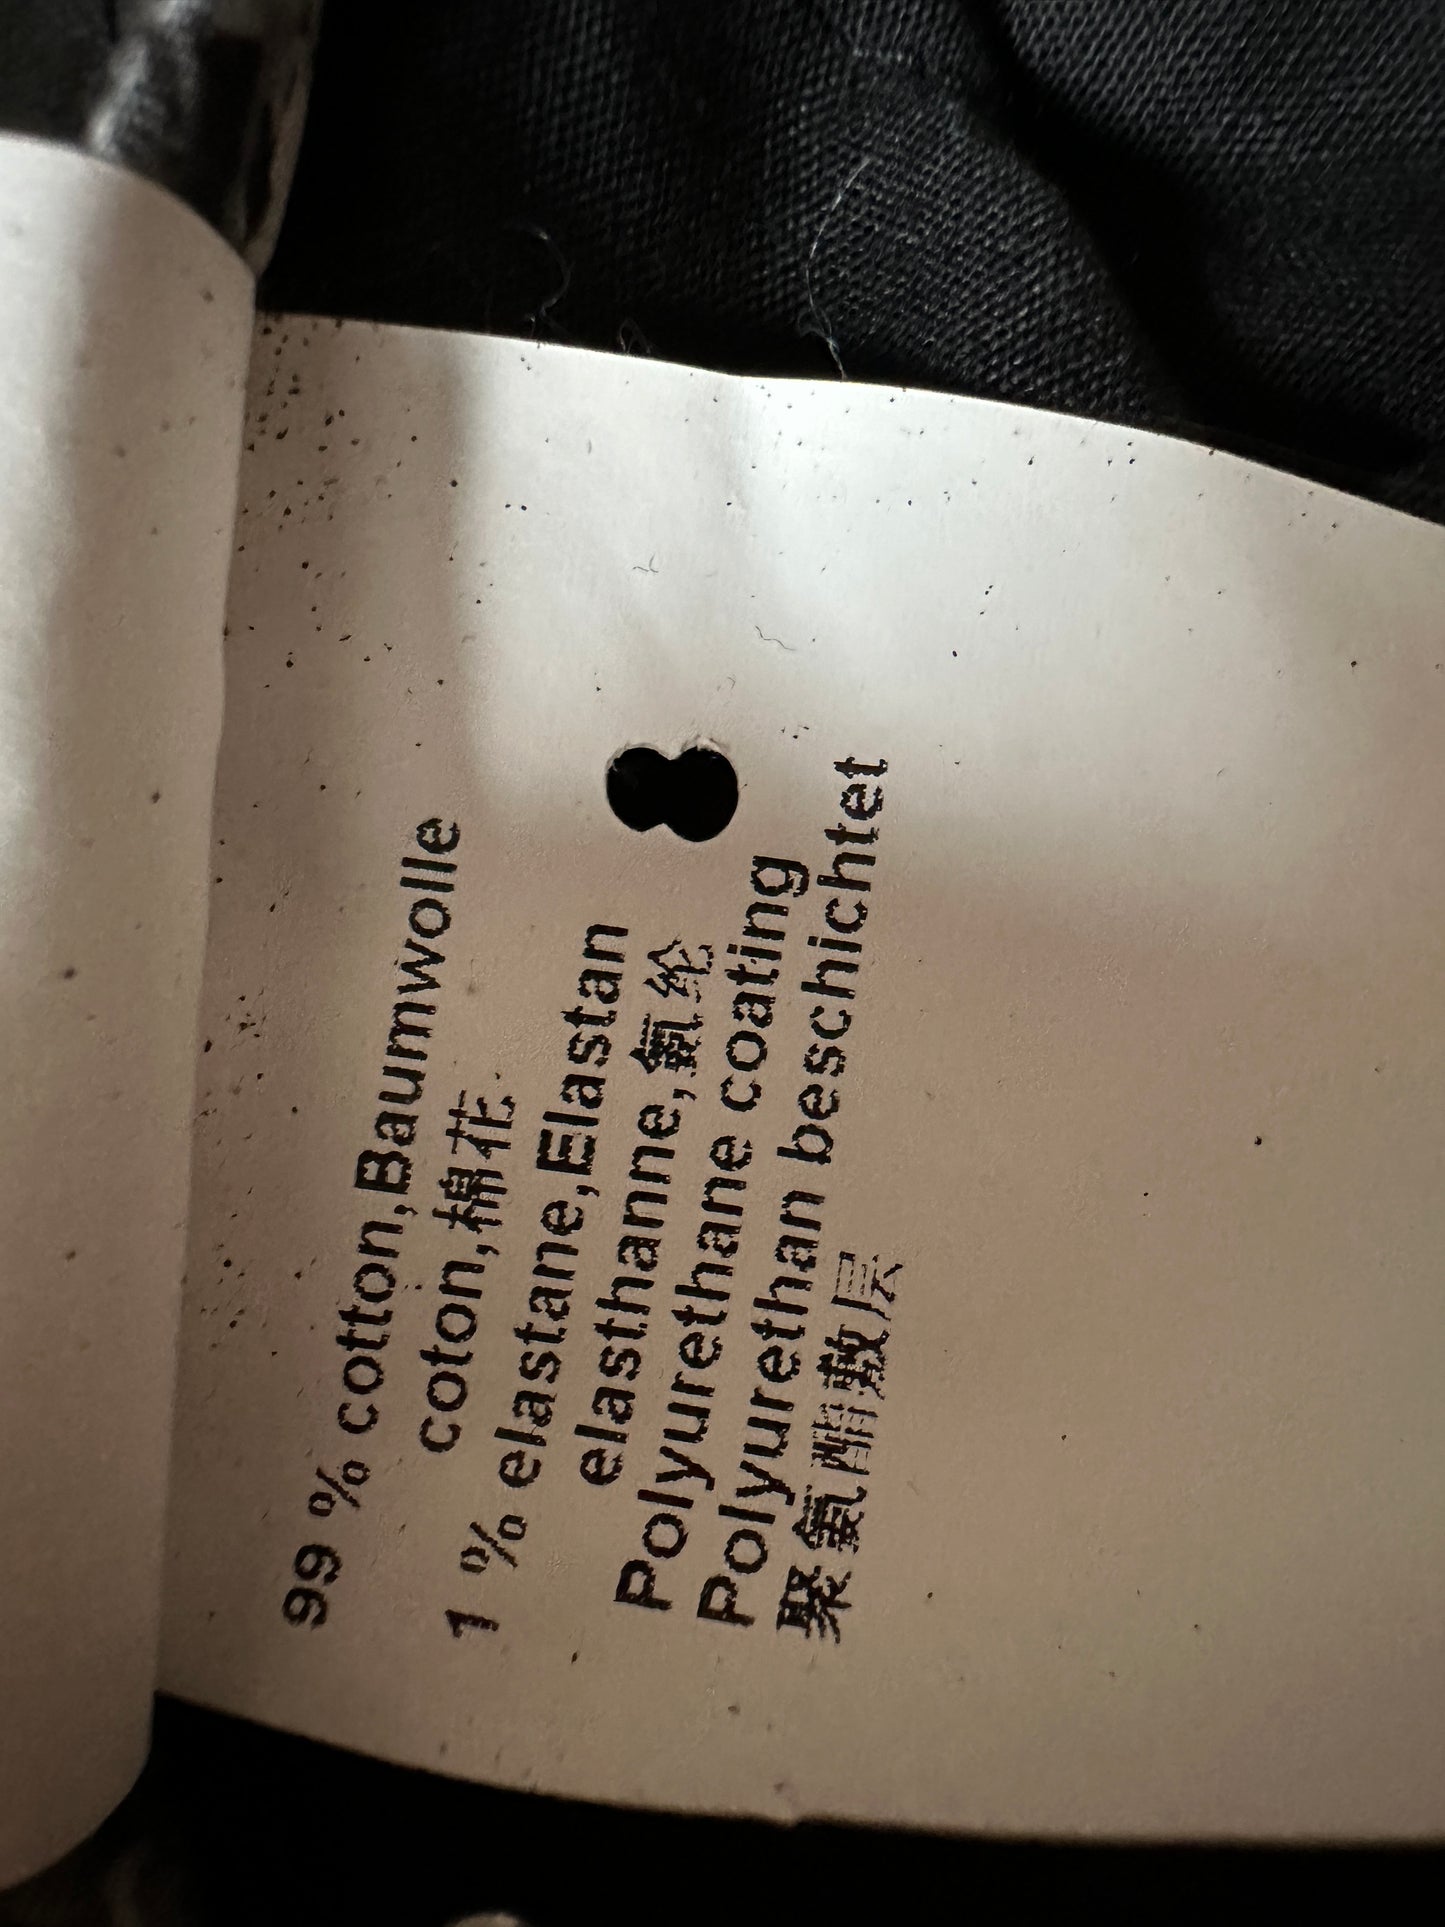 99 % cotton,Baumwolle
coton,棉花
1 % elastane,Elastan
elasthanne,氨纶
Polyurethane coating
Polyurethan beschichtet
聚氨酯敷层